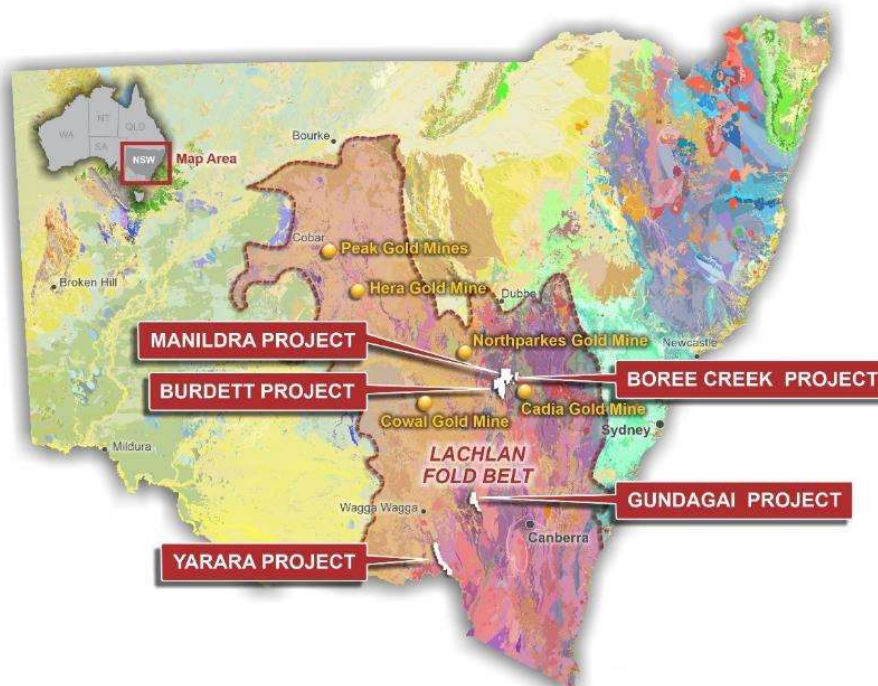 WA
NT
QLD
SA
NSW
Map Area
Bourke
Cobar
Peak Gold Mines
Broken Hill
Hera Gold Mine
Dubbo
MANILDRA PROJECT
Northparkes Gold Mine
Newcastle
BURDETT PROJECT
BOREE CREEK PROJECT
Cadia Gold Mine
Cowal Gold Mine
Sydney
Mildura
LACHLAN
FOLD BELT
GUNDAGAI PROJECT
Wagga Wagga
Canberra
YARARA PROJECT